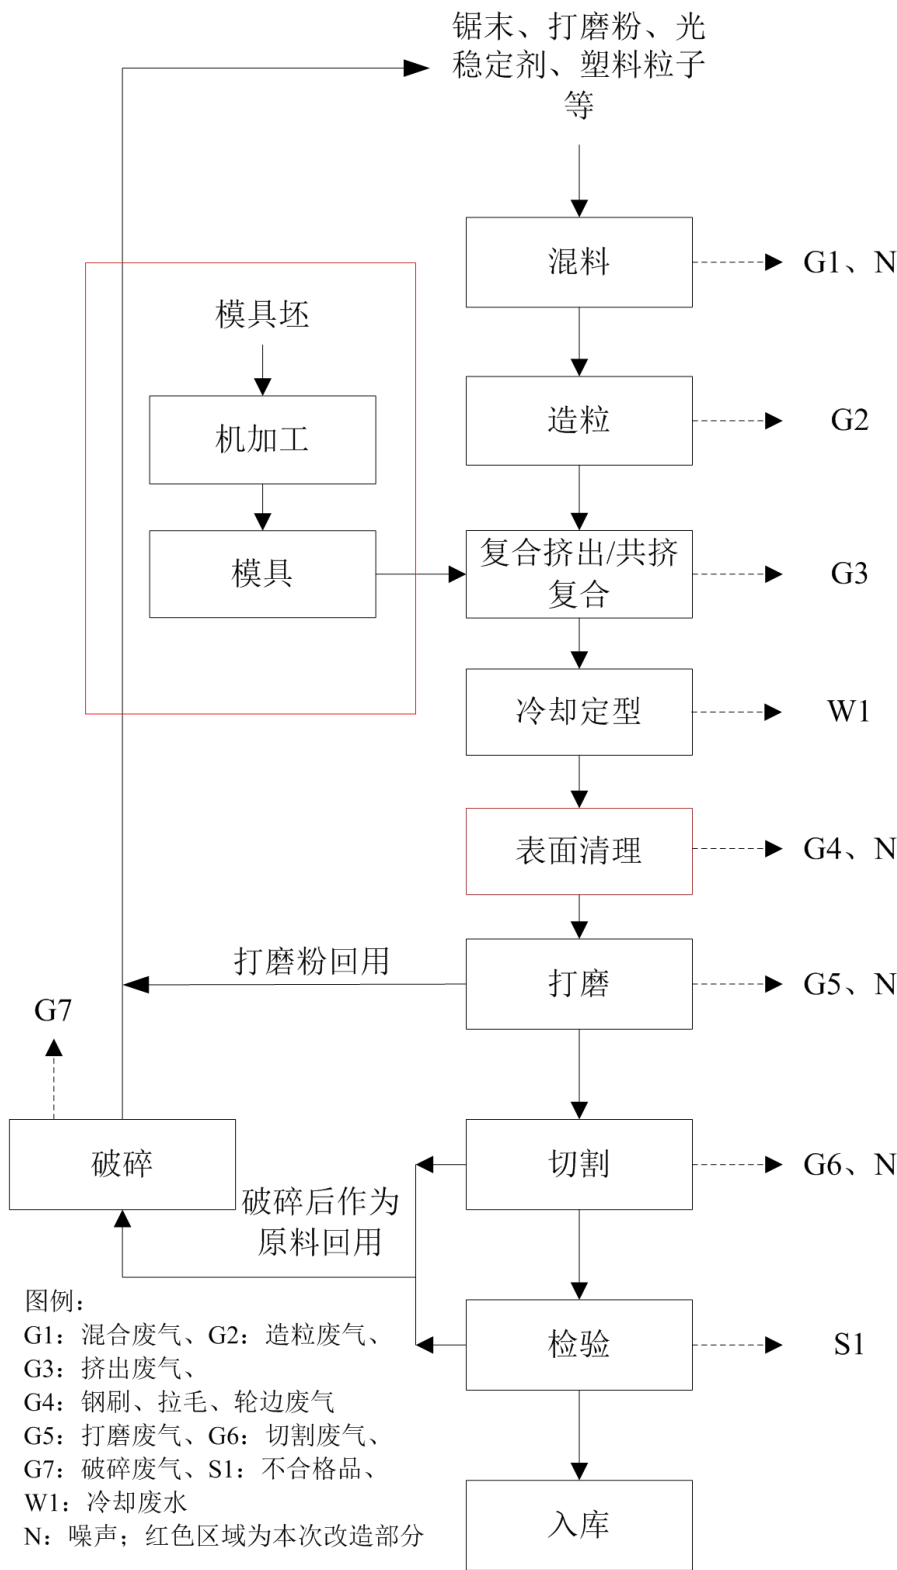 锯末、打磨粉、光
稳定剂、塑料粒子
等
混料
G1、N
模具坯
造粒
G2
机加工
复合挤出/共挤
复合
G3
模具
冷却定型
W1
表面清理
G4、N
打磨粉回用
打磨
G5、N
G7
破碎
切割
G6、N
破碎后作为
原料回用
检验
S1
入库
图例：
G1：混合废气、G2：造粒废气、
G3：挤出废气、
G4：钢刷、拉毛、轮边废气
G5：打磨废气、G6：切割废气、
G7：破碎废气、S1：不合格品、
W1：冷却废水
N：噪声；红色区域为本次改造部分